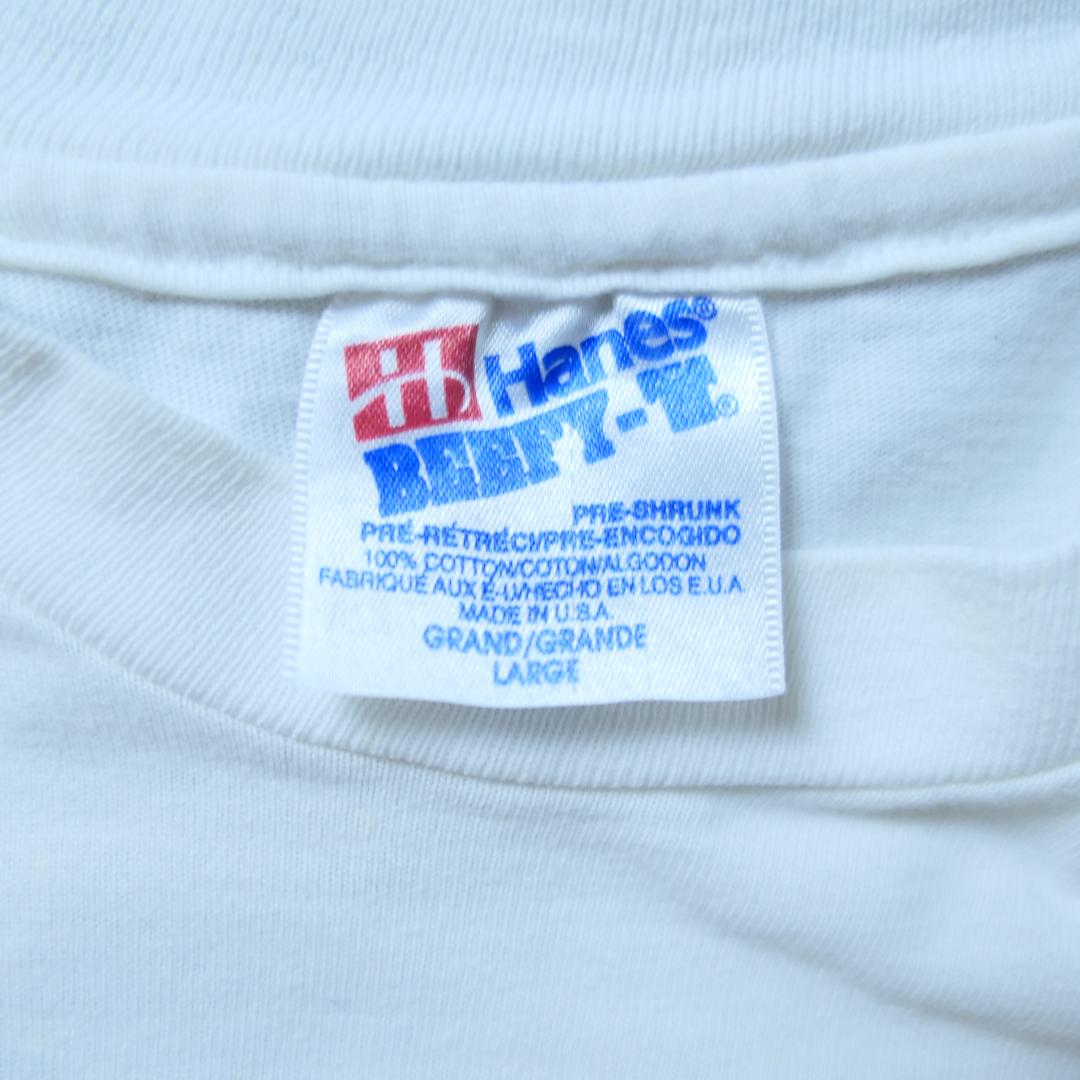 H Hanes®
BEEFY-T.®
PRE-SHRUNK
PRÉ-RÉTRÉCI/PRE-ENCOGIDO
100% COTTON/COTON/ALGODON
FABRIQUÉ AUX É-U/HECHO EN LOS E.U.A.
MADE IN U.S.A.
GRAND/GRANDE
LARGE